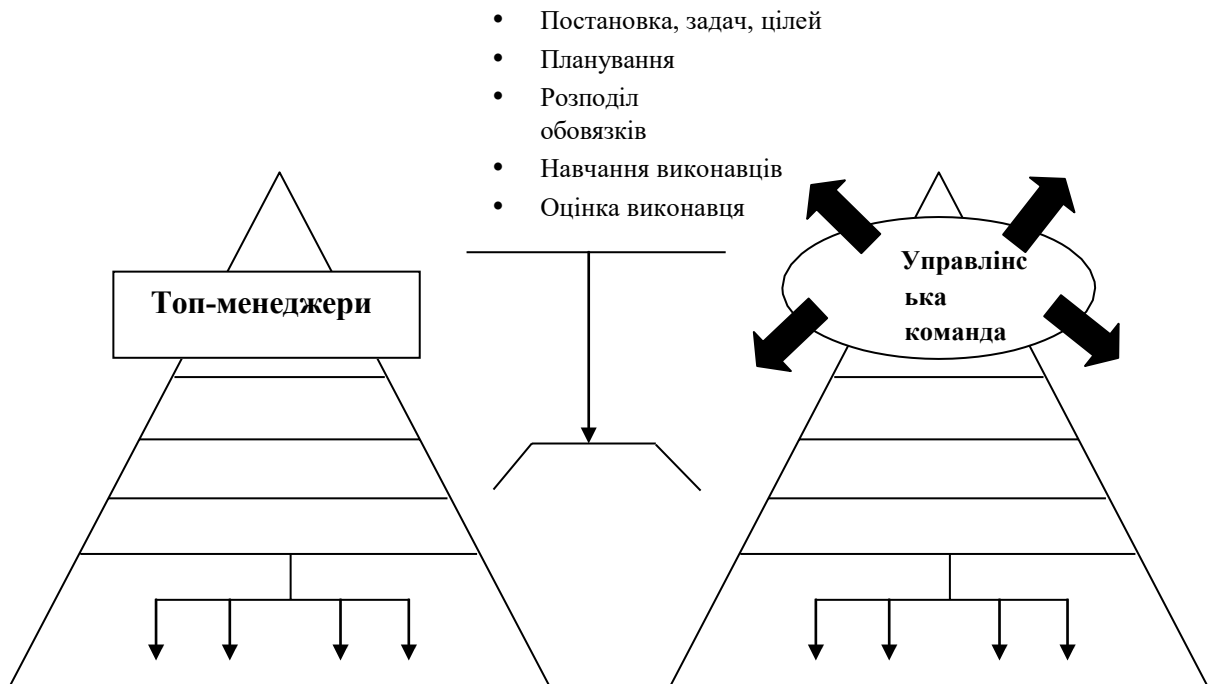 • Постановка, задач, цілей
• Планування
• Розподіл
обовязків
• Навчання виконавців
• Оцінка виконавця
Топ-менеджери
Управлінс
ька
команда